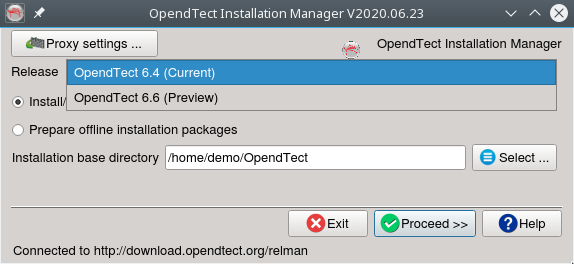 OpendTect Installation Manager V2020.06.23
Proxy settings ...
OpendTect Installation Manager
Release
OpendTect 6.4 (Current)
OpendTect 6.6 (Preview)
Install/
Prepare offline installation packages
Installation base directory /home/demo/OpendTect Select ...
Exit Proceed >> Help
Connected to http://download.opendtect.org/relman